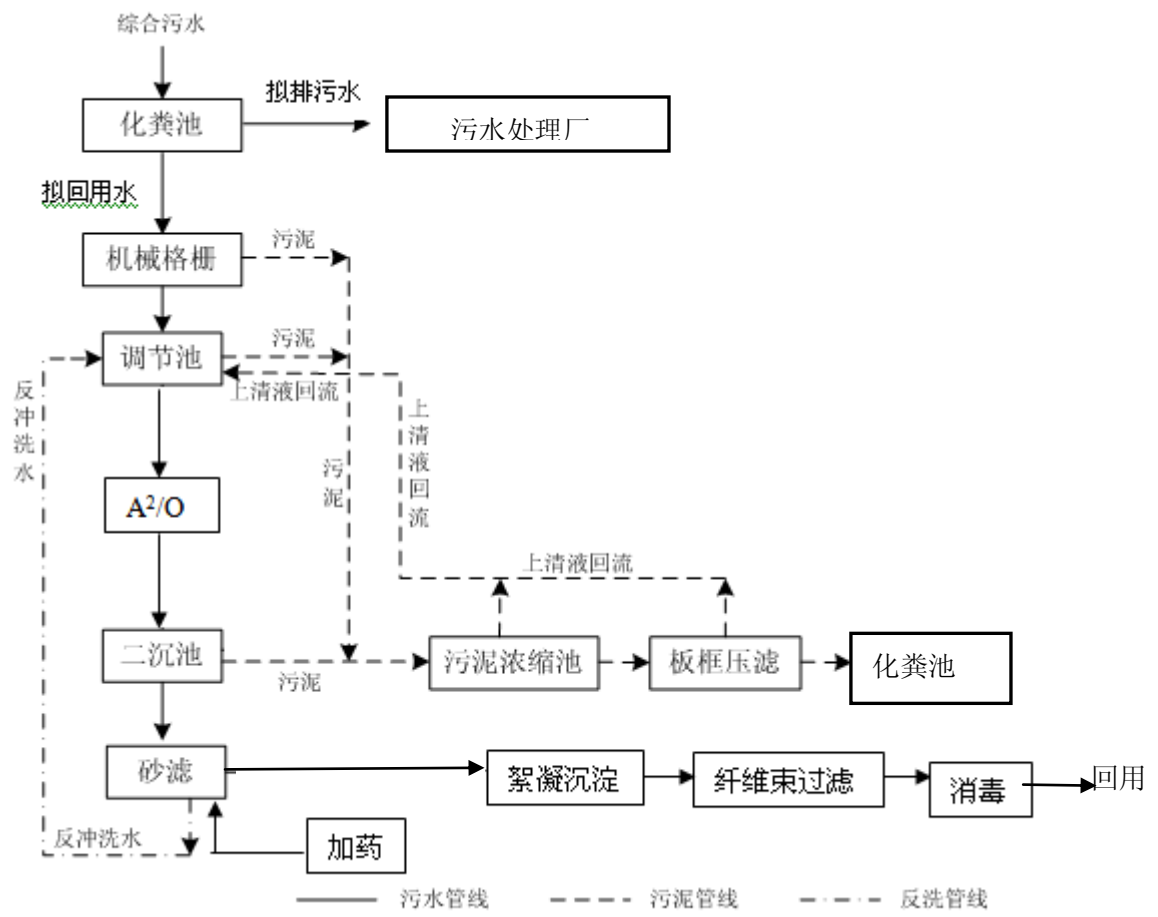 综合污水
拟排污水
化粪池
污水处理厂
拟回用水
机械格栅
污泥
调节池
污泥
上清液回流
反冲洗水
上清液回流
污泥
A²/O
上清液回流
二沉池
污泥
污泥浓缩池
板框压滤
化粪池
砂滤
絮凝沉淀
纤维束过滤
消毒
回用
反冲洗水
加药
污水管线
污泥管线
反洗管线